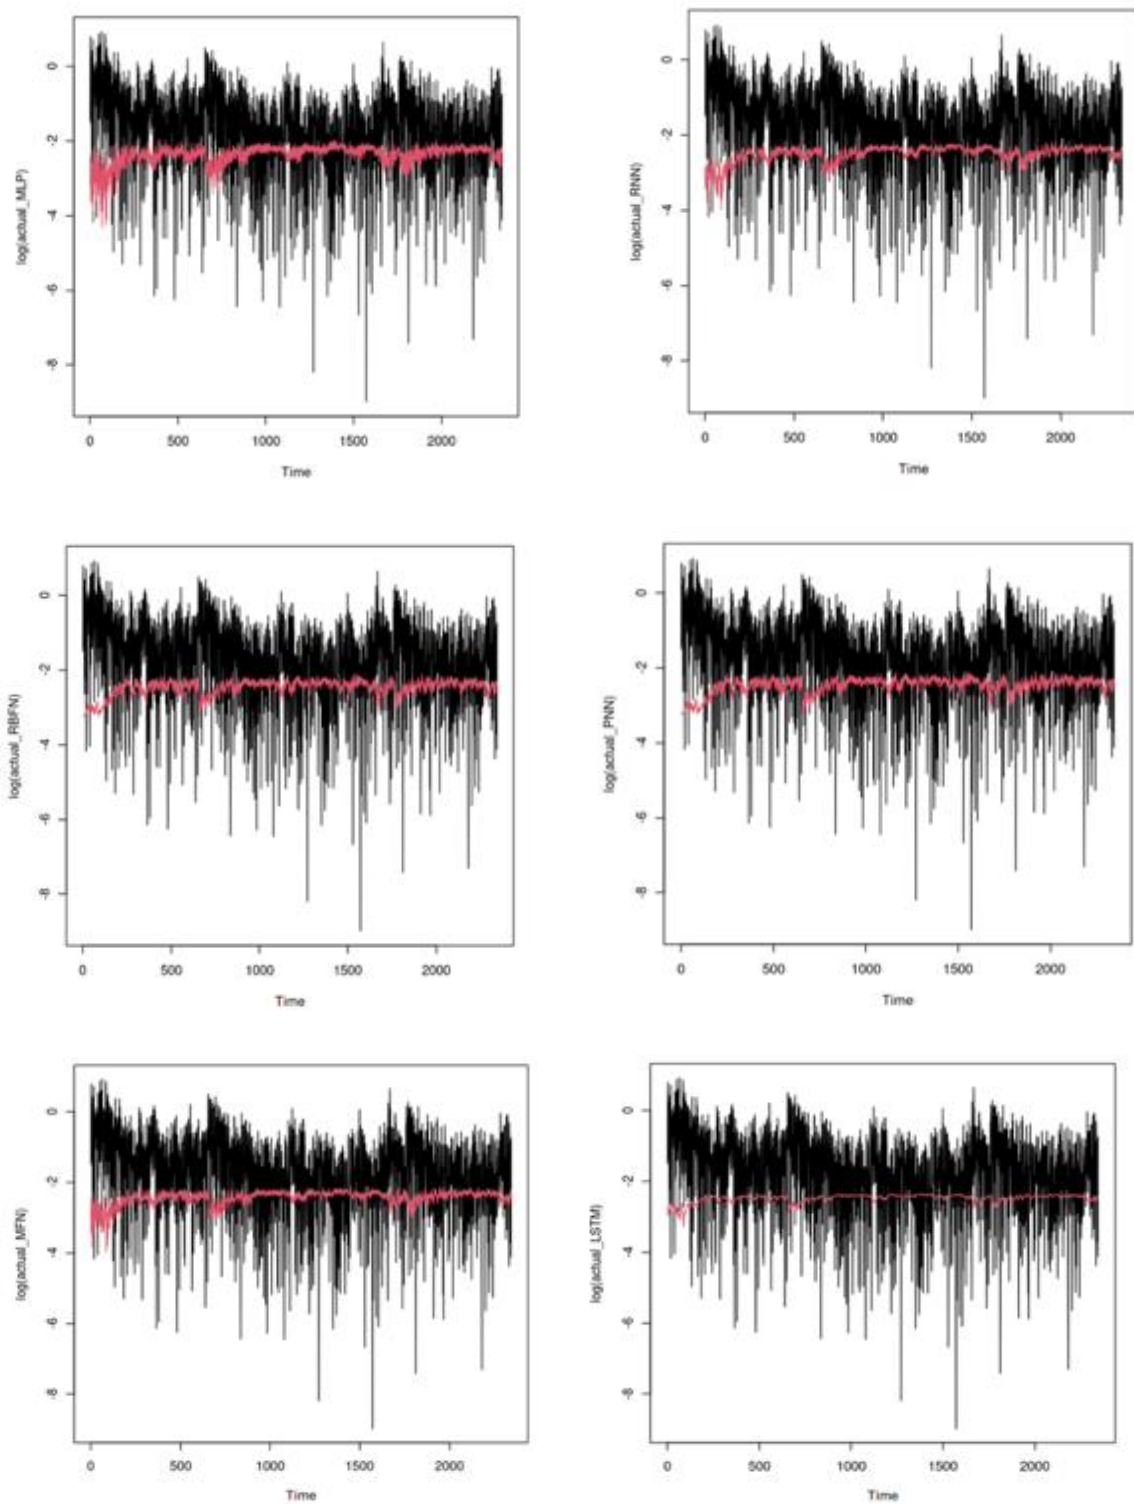 log(actual_MLP)
0
-2
-4
-6
-8
0 500 1000 1500 2000
Time
log(actual_RNN)
0
-2
-4
-6
-8
0 500 1000 1500 2000
Time
log(actual_RBFN)
0
-2
-4
-6
-8
0 500 1000 1500 2000
Time
log(actual_PNN)
0
-2
-4
-6
-8
0 500 1000 1500 2000
Time
log(actual_MFN)
0
-2
-4
-6
-8
0 500 1000 1500 2000
Time
log(actual_LSTM)
0
-2
-4
-6
-8
0 500 1000 1500 2000
Time